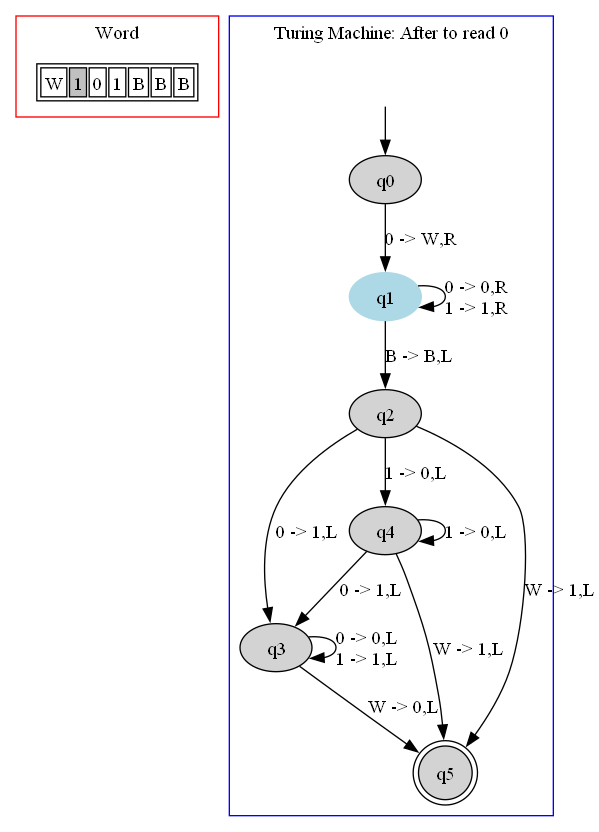 Word
W 1 0 1 B B B
Turing Machine: After to read 0
q0
0 -> W,R
q1
0 -> 0,R
1 -> 1,R
B -> B,L
q2
1 -> 0,L
0 -> 1,L
q4
1 -> 0,L
0 -> 1,L
W -> 1,L
q3
0 -> 0,L
1 -> 1,L
W -> 1,L
W -> 0,L
q5